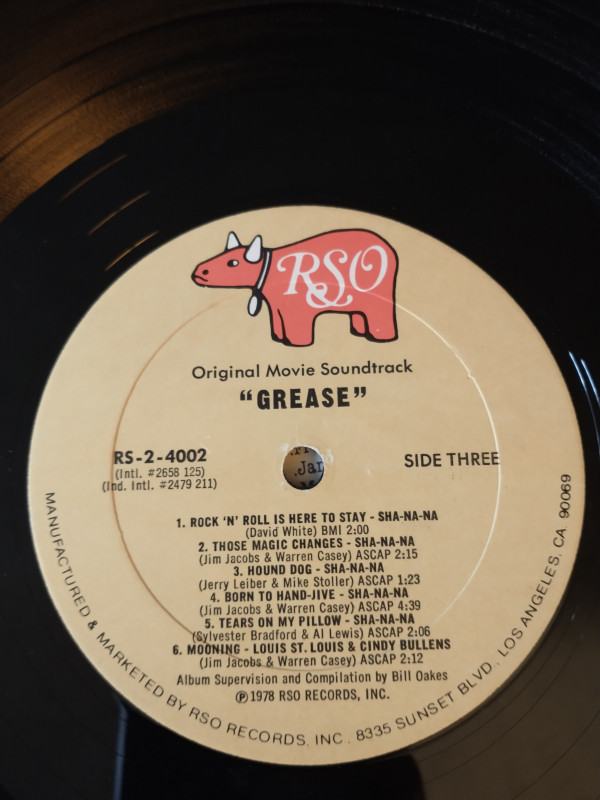 RSO
Original Movie Soundtrack
"GREASE"
RS-2-4002
(Intl. #2658 125)
(Ind. Intl. #2479 211)
SIDE THREE
1. ROCK 'N' ROLL IS HERE TO STAY - SHA-NA-NA
(David White) BMI 2:00
2. THOSE MAGIC CHANGES - SHA-NA-NA
(Jim Jacobs & Warren Casey) ASCAP 2:15
3. HOUND DOG - SHA-NA-NA
(Jerry Leiber & Mike Stoller) ASCAP 1:23
4. BORN TO HAND-JIVE - SHA-NA-NA
(Jim Jacobs & Warren Casey) ASCAP 4:39
5. TEARS ON MY PILLOW - SHA-NA-NA
(Sylvester Bradford & Al Lewis) ASCAP 2:06
6. MOONING - LOUIS ST. LOUIS & CINDY BULLENS
(Jim Jacobs & Warren Casey) ASCAP 2:12
Album Supervision and Compilation by Bill Oakes
Ⓟ1978 RSO RECORDS, INC.
MANUFACTURED & MARKETED BY RSO RECORDS, INC. 8335 SUNSET BLVD., LOS ANGELES, CA. 90069